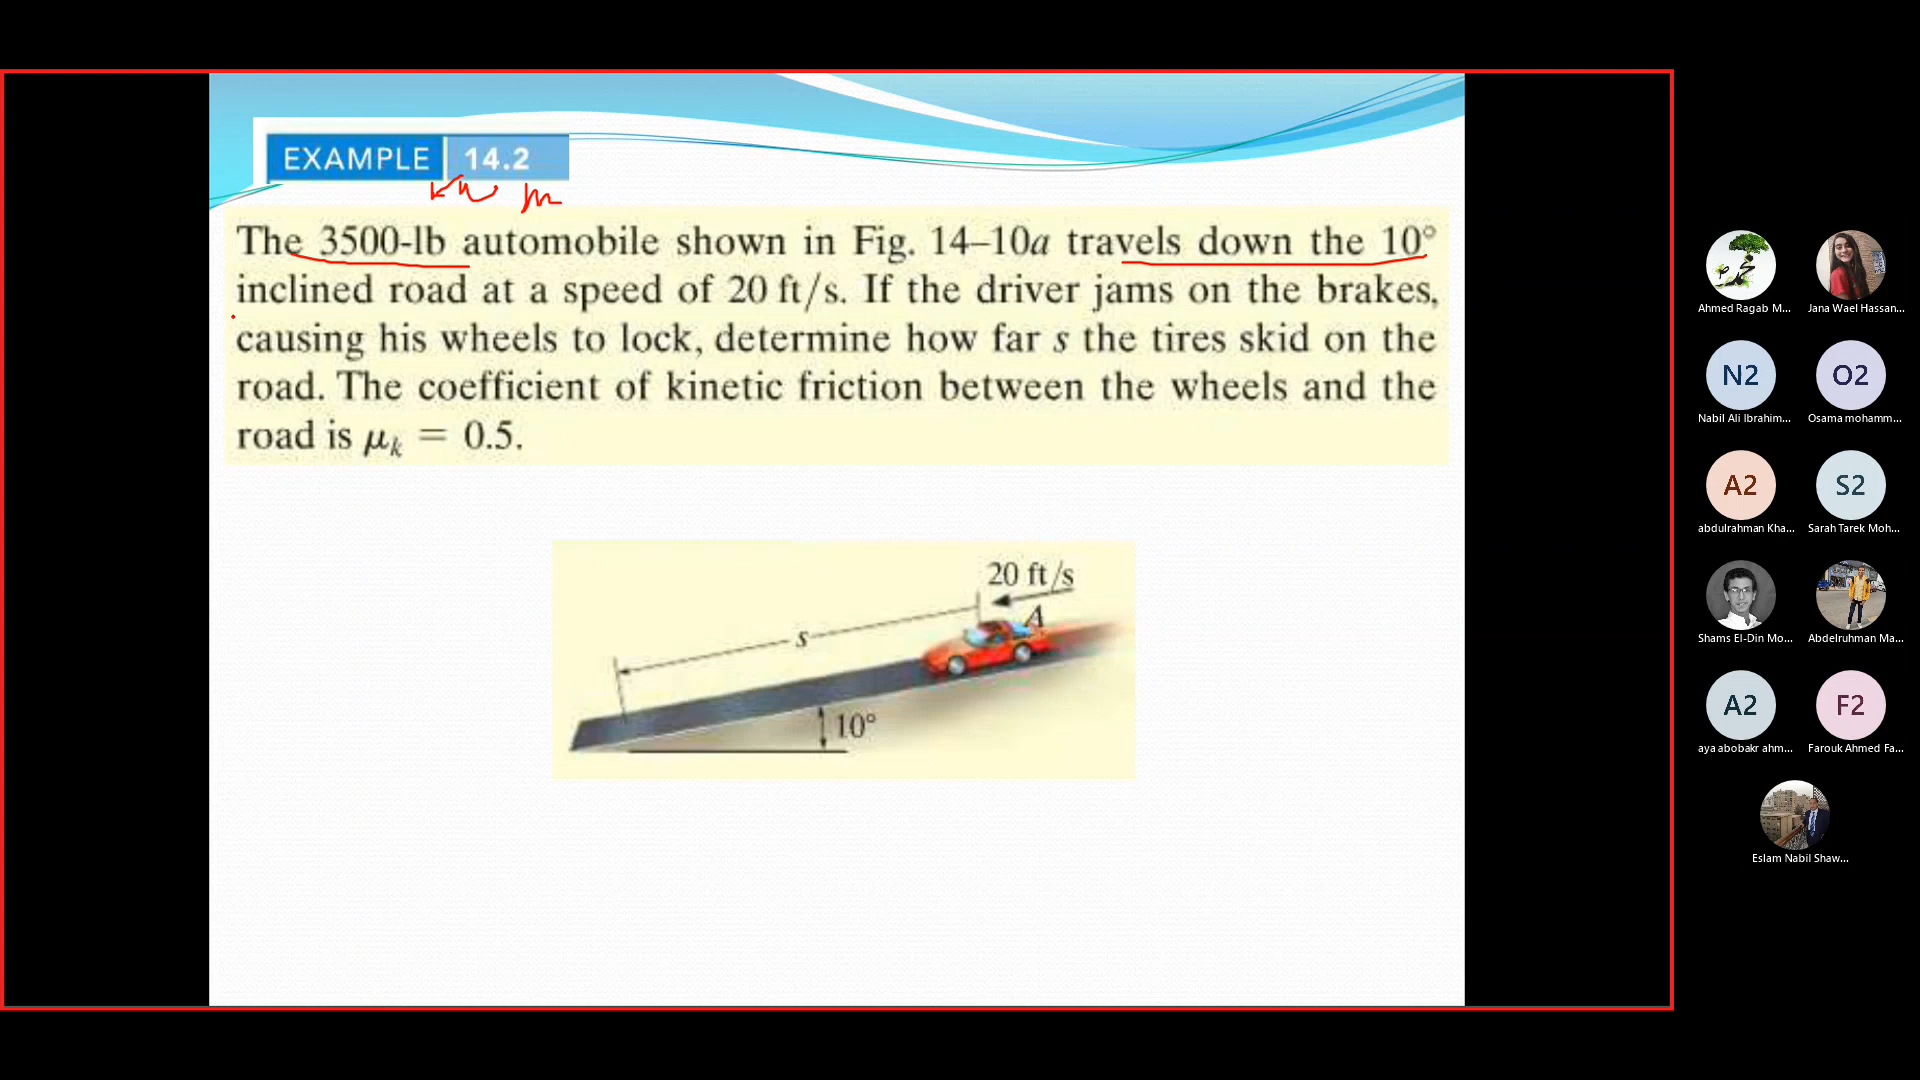 EXAMPLE 14.2
m
The 3500-lb automobile shown in Fig. 14–10a travels down the 10°
inclined road at a speed of 20 ft/s. If the driver jams on the brakes,
causing his wheels to lock, determine how far s the tires skid on the
road. The coefficient of kinetic friction between the wheels and the
road is μk = 0.5.
20 ft/s
A
s
10°
Ahmed Ragab M...
Jana Wael Hassan...
N2
O2
Nabil Ali Ibrahim...
Osama mohamm...
A2
S2
abdulrahman Kha...
Sarah Tarek Moh...
Shams El-Din Mo...
Abdelruhman Ma...
A2
F2
aya abobakr ahm...
Farouk Ahmed Fa...
Eslam Nabil Shaw...